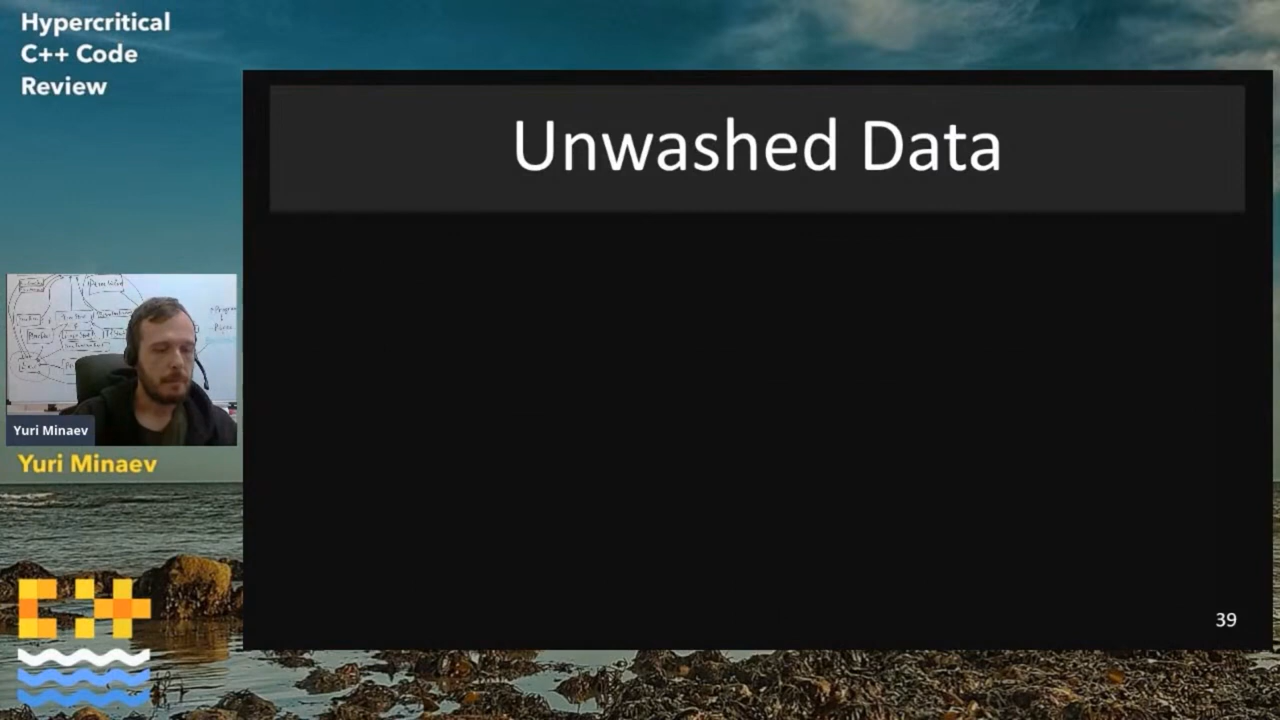 Hypercritical
C++ Code
Review
Unwashed Data
Yuri Minaev
Yuri Minaev
39